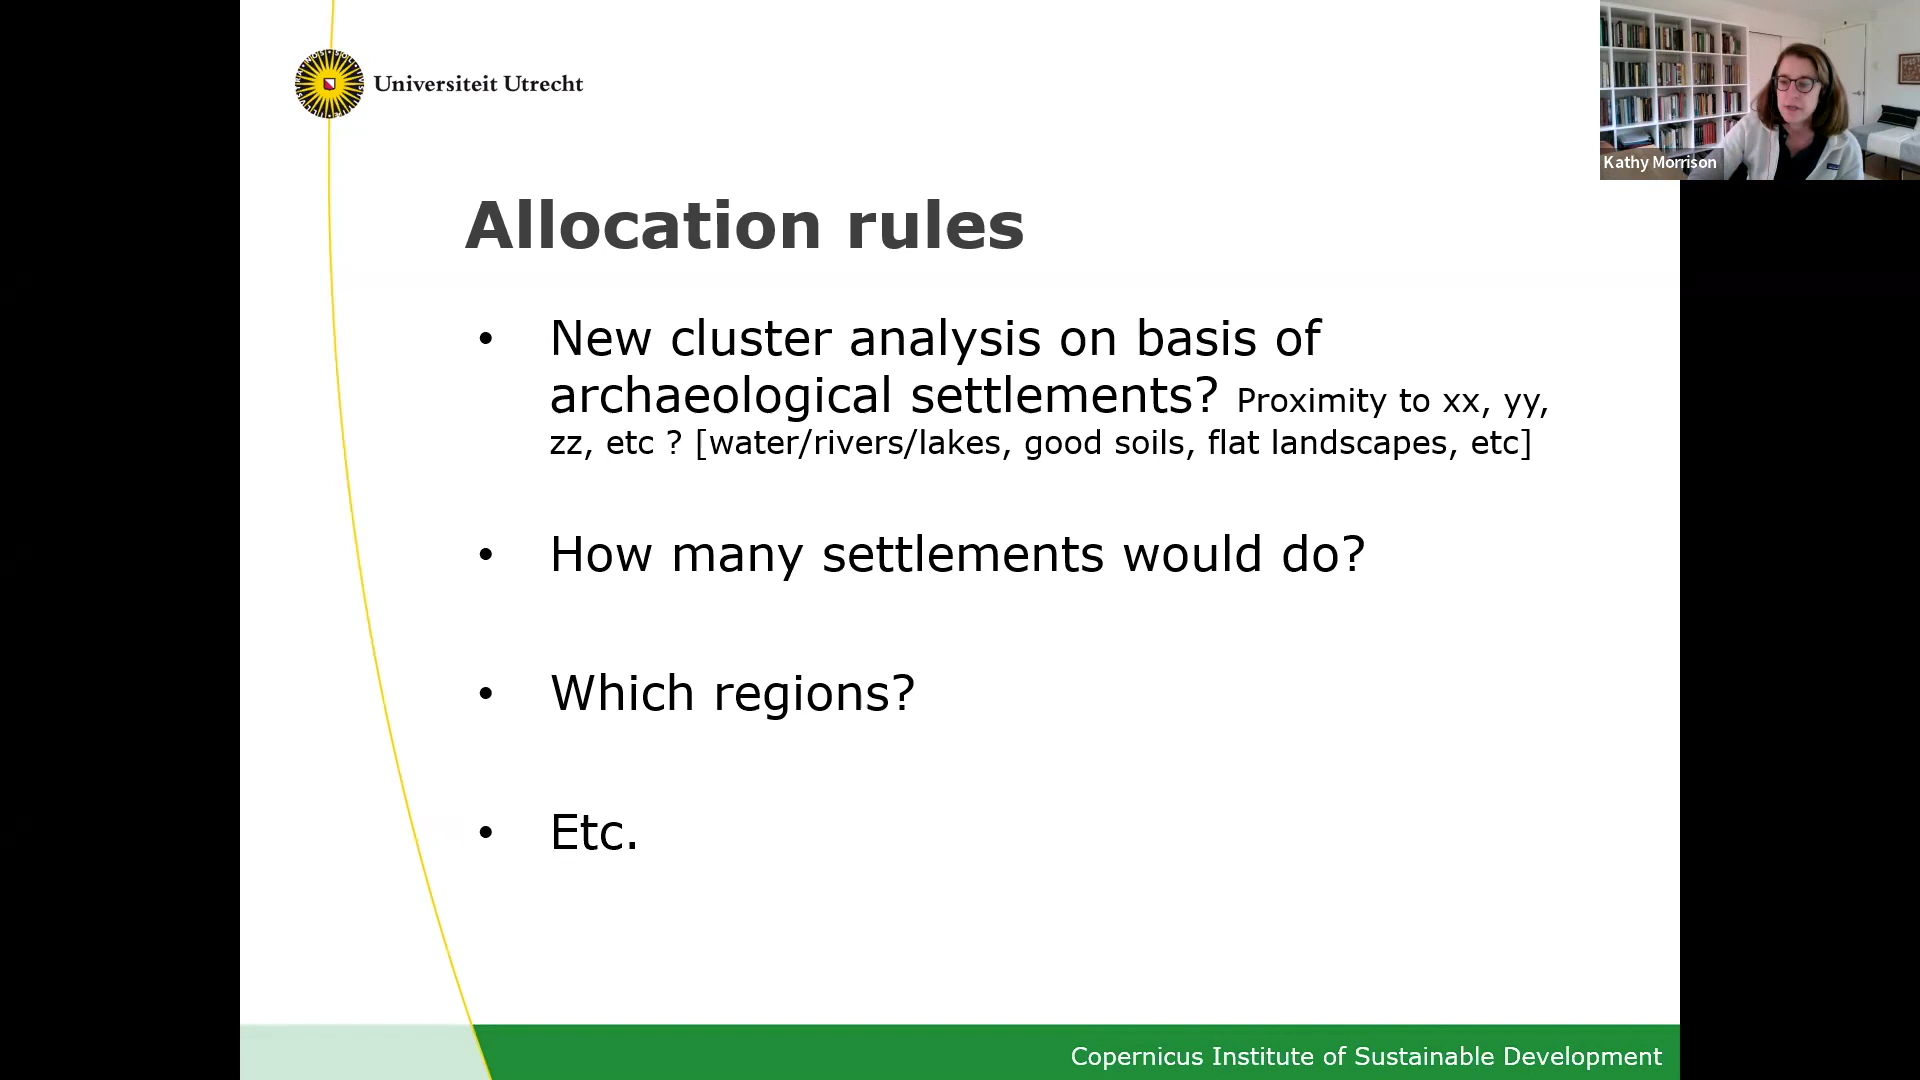 Universiteit Utrecht
Kathy Morrison
Allocation rules
• New cluster analysis on basis of
archaeological settlements? Proximity to xx, yy,
zz, etc ? [water/rivers/lakes, good soils, flat landscapes, etc]
• How many settlements would do?
• Which regions?
• Etc.
Copernicus Institute of Sustainable Development